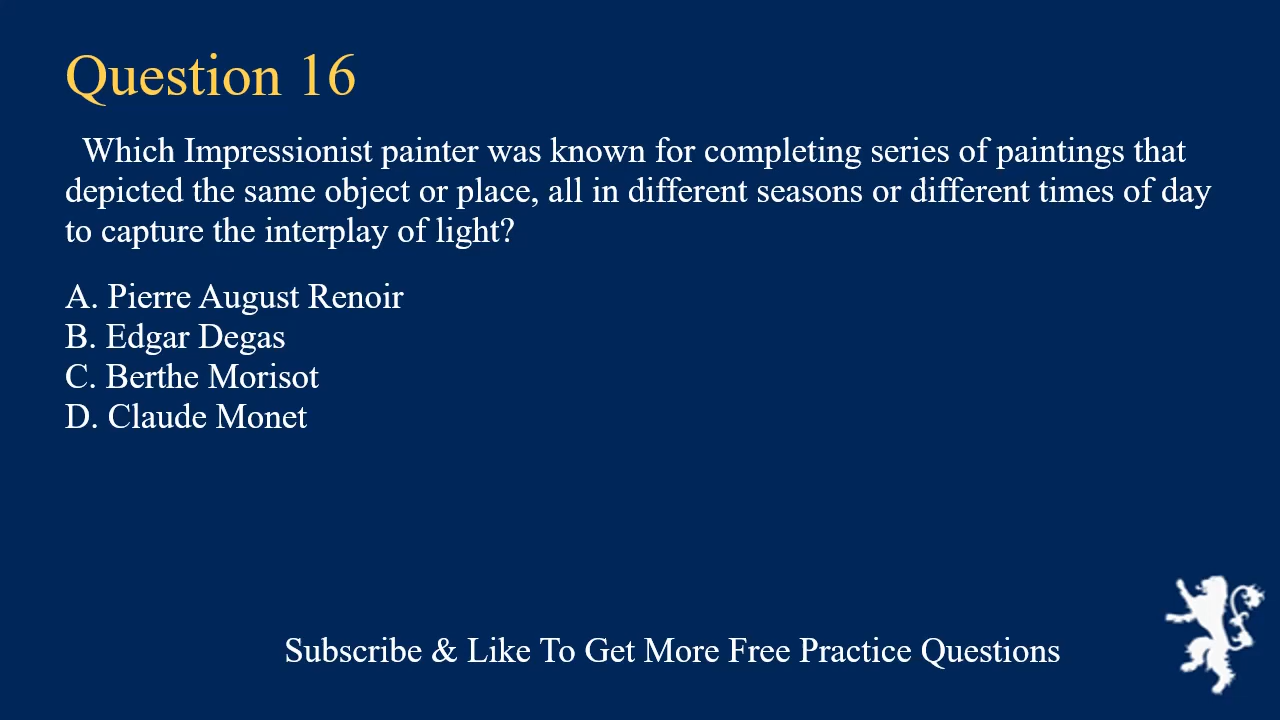 Question 16
Which Impressionist painter was known for completing series of paintings that
depicted the same object or place, all in different seasons or different times of day
to capture the interplay of light?
A. Pierre August Renoir
B. Edgar Degas
C. Berthe Morisot
D. Claude Monet
Subscribe & Like To Get More Free Practice Questions